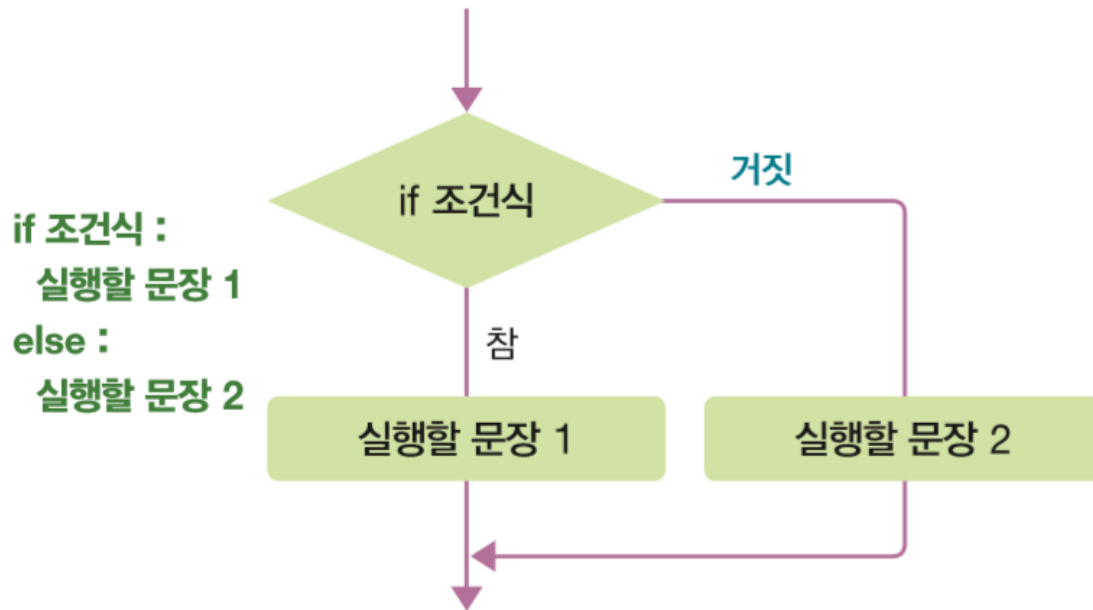 if 조건식 :
실행할 문장 1
else :
실행할 문장 2
if 조건식
거짓
참
실행할 문장 1
실행할 문장 2